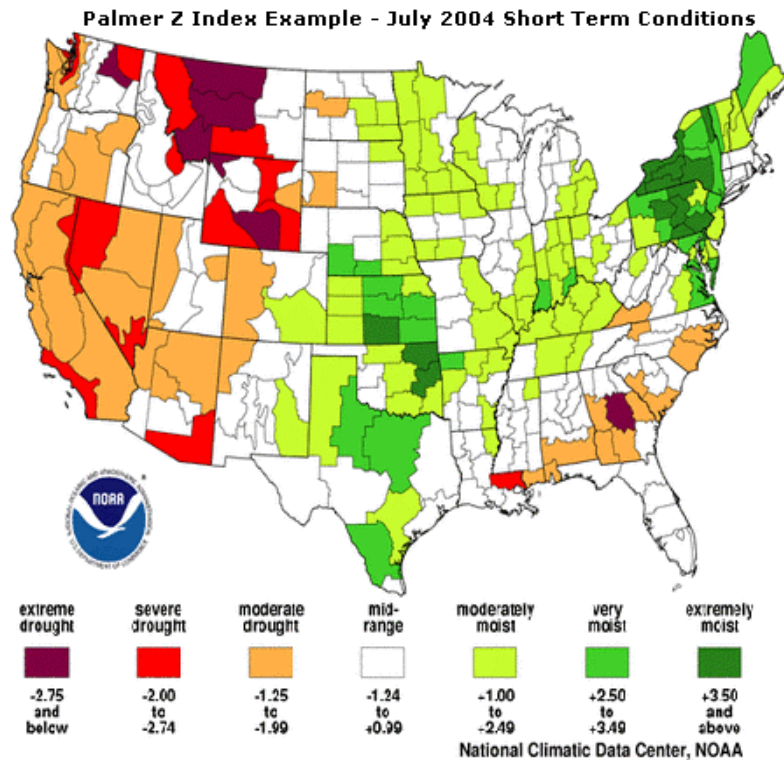 Palmer Z Index Example - July 2004 Short Term Conditions
NOAA
extreme drought
severe drought
moderate drought
mid-range
moderately moist
very moist
extremely moist
-2.75 and below
-2.00 to -2.74
-1.25 to -1.99
-1.24 to +0.99
+1.00 to +2.49
+2.50 to +3.49
+3.50 and above
National Climatic Data Center, NOAA